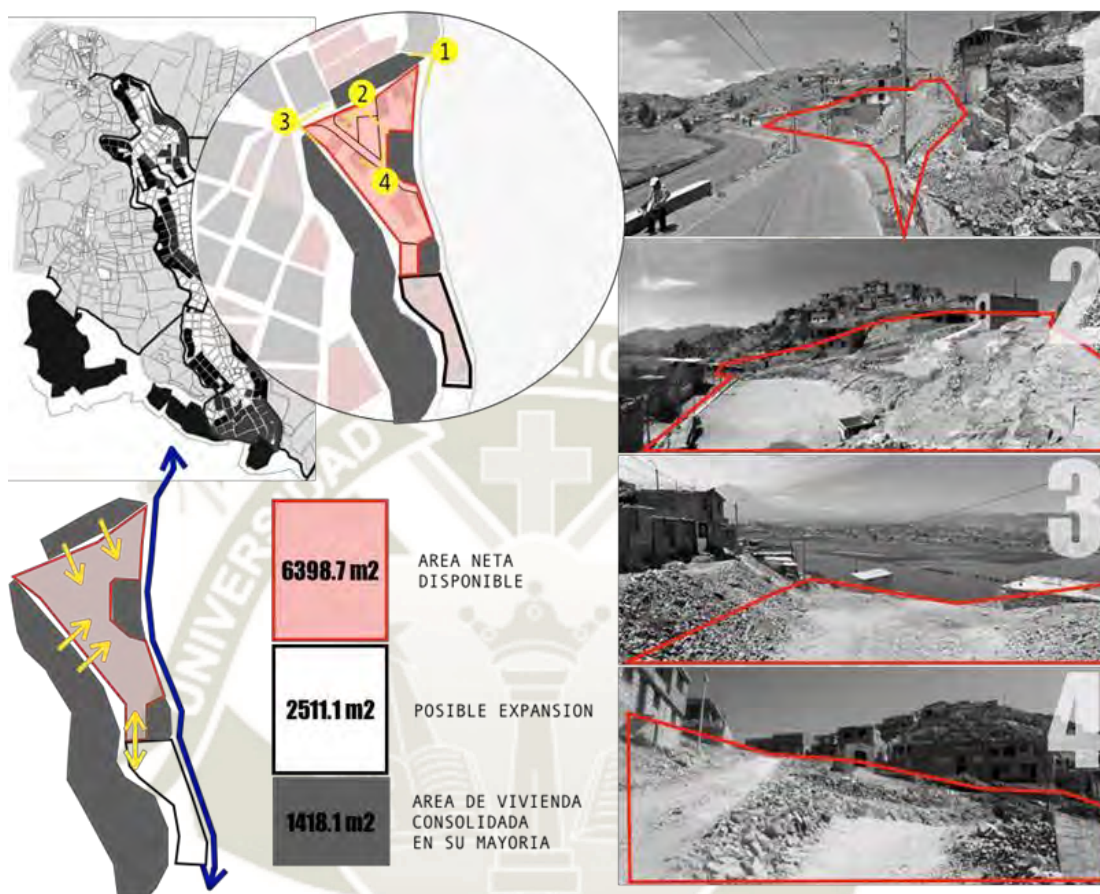 1
2
3
4
1
2
3
4
6398.7 m2
AREA NETA
DISPONIBLE
2511.1 m2
POSIBLE EXPANSION
1418.1 m2
AREA DE VIVIENDA
CONSOLIDADA
EN SU MAYORIA
UNIVERSIDAD